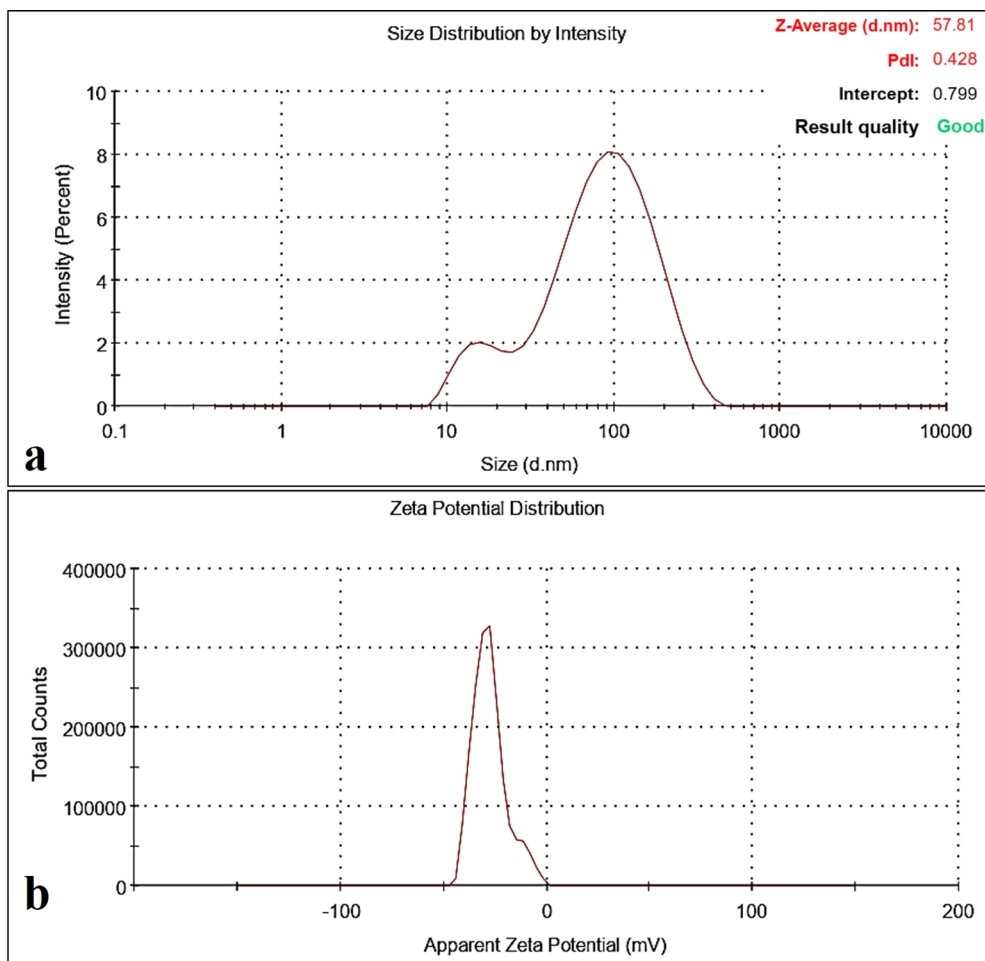 Size Distribution by Intensity
Z-Average (d.nm): 57.81
PdI: 0.428
Intercept: 0.799
Result quality Good
Intensity (Percent)
10
8
6
4
2
0
0.1 1 10 100 1000 10000
Size (d.nm)
a
Zeta Potential Distribution
Total Counts
400000
300000
200000
100000
0
-100 0 100 200
Apparent Zeta Potential (mV)
b